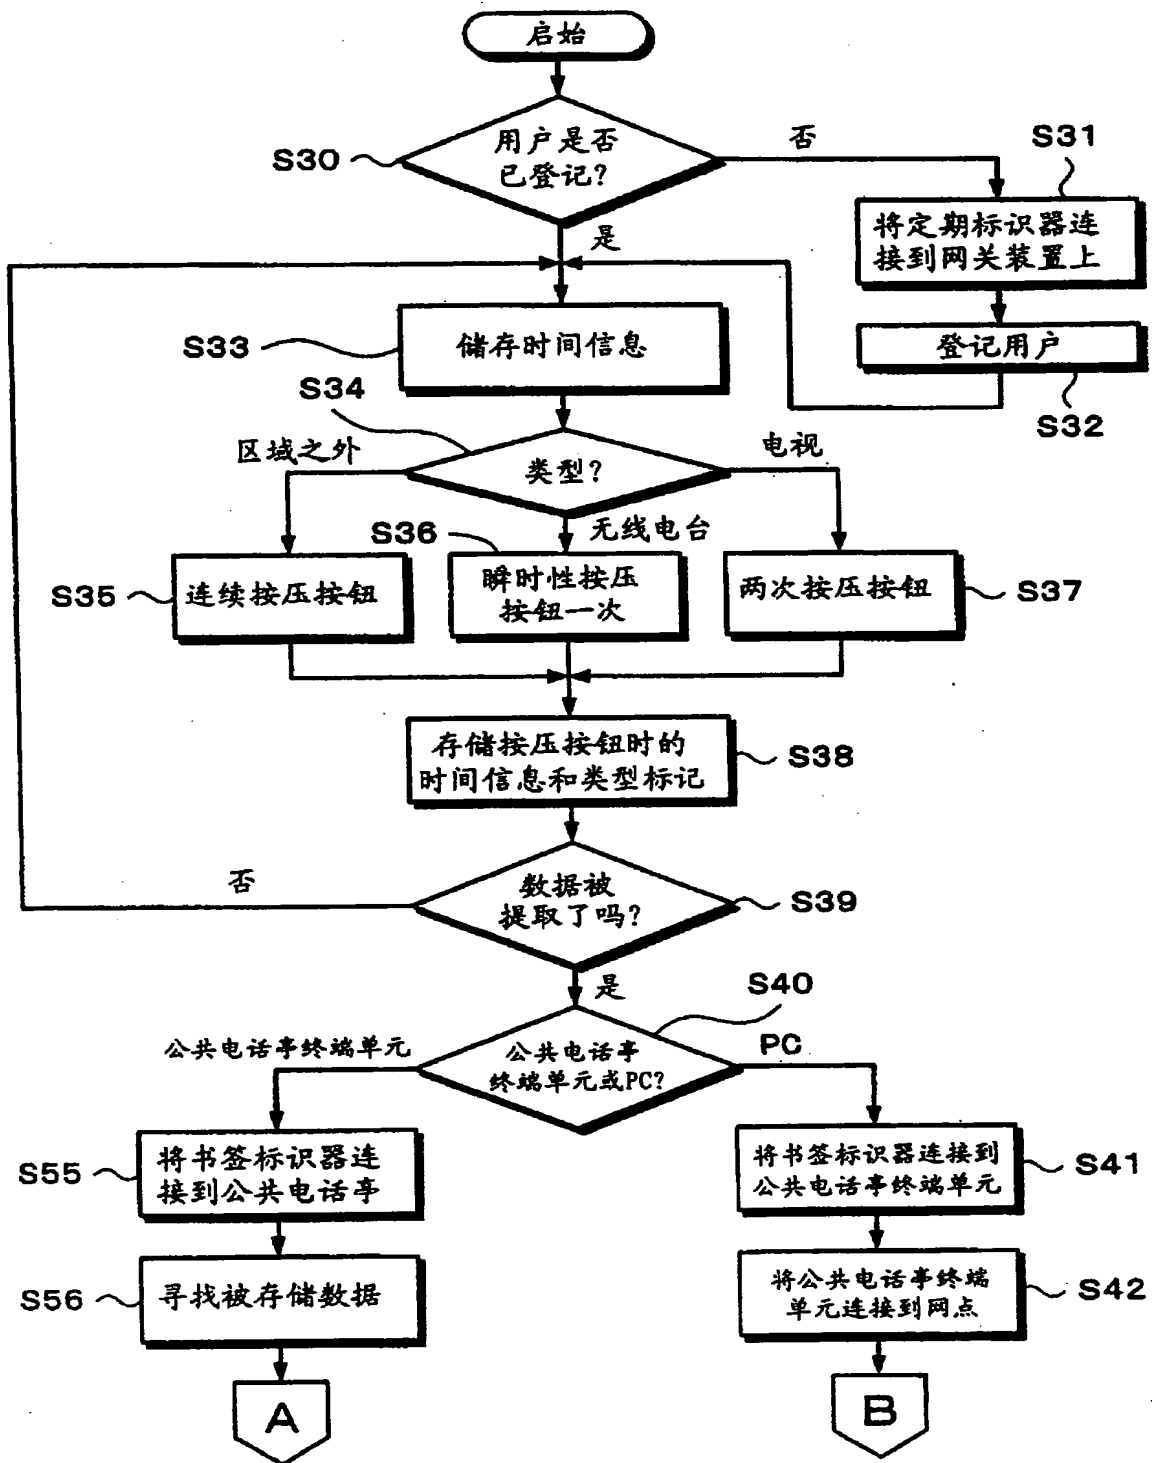 启始
S30
用户是否
已登记?
否
S31
将定期标识器连
接到网关装置上
是
登记用户
S32
S33
储存时间信息
S34
类型?
区域之外
电视
无线电台
S35
连续按压按钮
S36
瞬时性按压
按钮一次
两次按压按钮
S37
存储按压按钮时的
时间信息和类型标记
S38
数据被
提取了吗?
S39
否
是
S40
公共电话亭
终端单元或PC?
公共电话亭终端单元
PC
S55
将书签标识器连
接到公共电话亭
将书签标识器连接到
公共电话亭终端单元
S41
S56
寻找被存储数据
将公共电话亭终端
单元连接到网点
S42
A
B